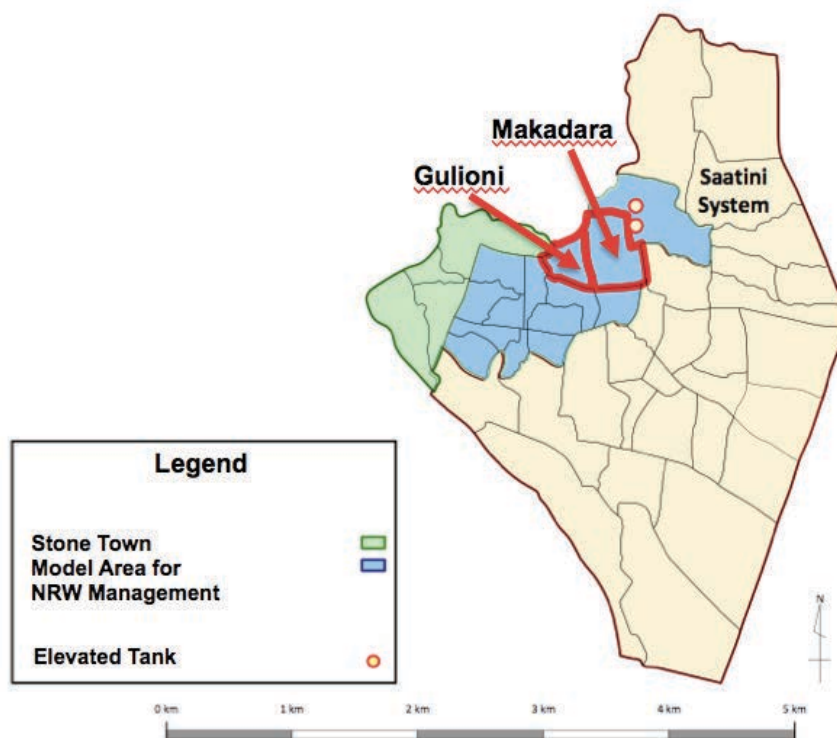 Makadara
Gulioni
Saatini
System
Legend
Stone Town
Model Area for
NRW Management
Elevated Tank
N
0 km 1 km 2 km 3 km 4 km 5 km